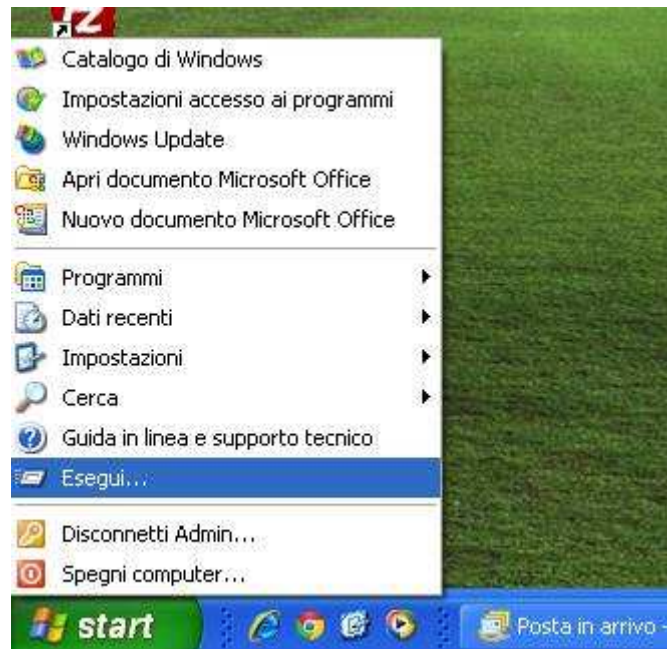 Catalogo di Windows
Impostazioni accesso ai programmi
Windows Update
Apri documento Microsoft Office
Nuovo documento Microsoft Office
Programmi
Dati recenti
Impostazioni
Cerca
Guida in linea e supporto tecnico
Esegui...
Disconnetti Admin...
Spegni computer...
start
Posta in arrivo -